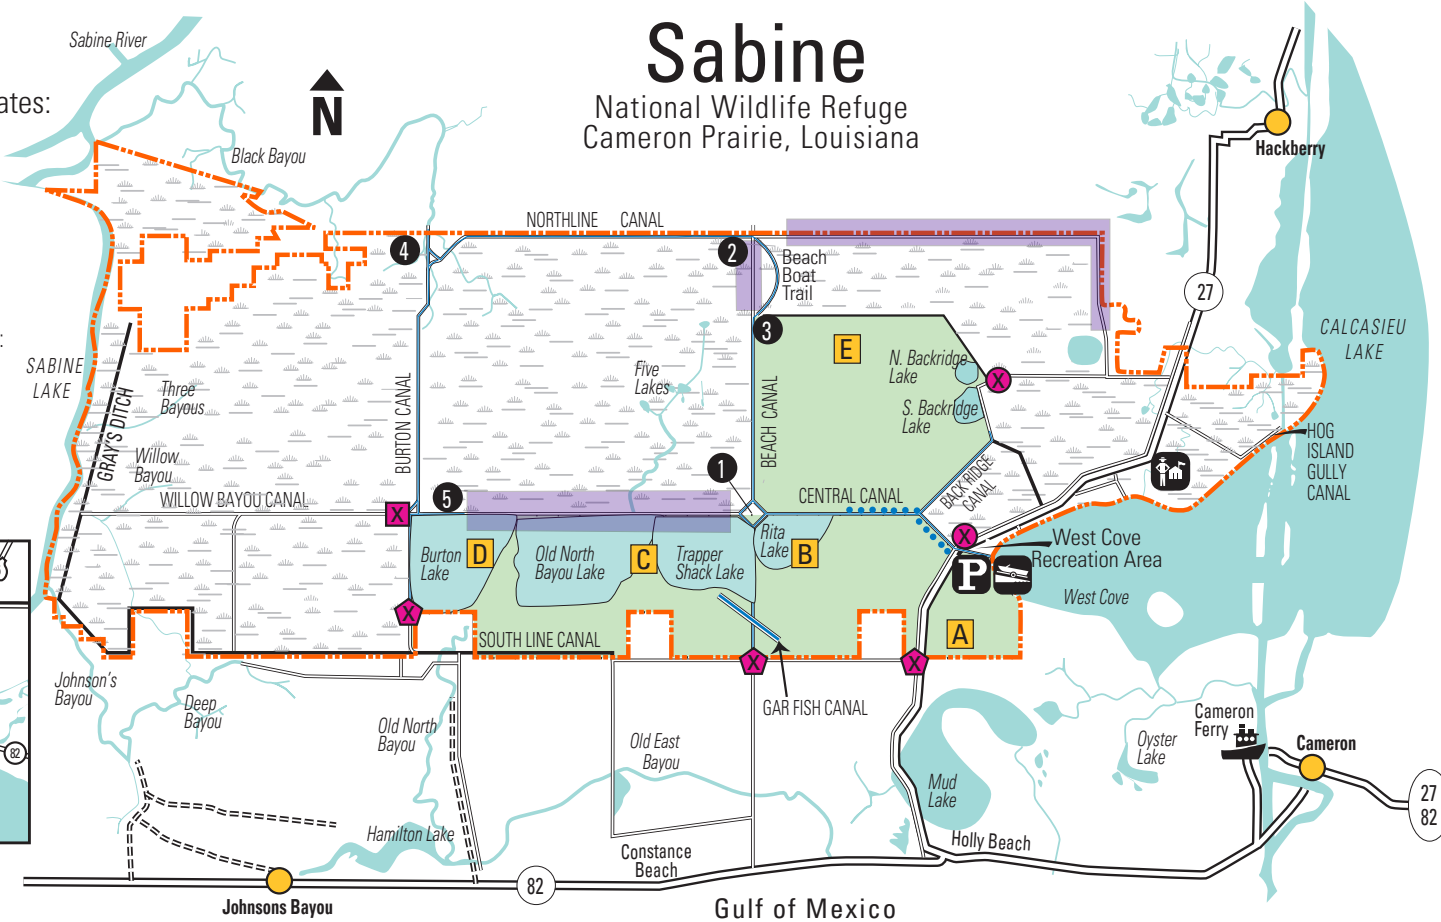 Sabine
National Wildlife Refuge
Cameron Prairie, Louisiana
Sabine River
ates:
N
Black Bayou
Hackberry
NORTHLINE CANAL
4
2
Beach
Boat
Trail
27
3
E
CALCASIEU
LAKE
:
SABINE
LAKE
Three
Bayous
GRAY'S DITCH
BURTON CANAL
Five
Lakes
BEACH CANAL
N. Backridge
Lake
X
S. Backridge
Lake
Willow
Bayou
WILLOW BAYOU CANAL
X
5
1
CENTRAL CANAL
BACK RIDGE
CANAL
HOG
ISLAND
GULLY
CANAL
Burton
Lake
D
Old North
Bayou Lake
C
Trapper
Shack Lake
Rita
Lake
B
X
West Cove
Recreation Area
P
West Cove
X
SOUTH LINE CANAL
A
X
X
GAR FISH CANAL
Johnson's
Bayou
Deep
Bayou
Old North
Bayou
Old East
Bayou
82
Mud
Lake
Oyster
Lake
Cameron
Ferry
Cameron
27
82
Hamilton Lake
Constance
Beach
Holly Beach
82
Johnsons Bayou
Gulf of Mexico